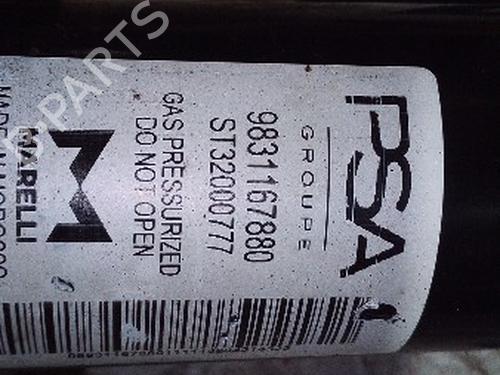 PSA
GROUPE
9831167880
ST32000777
GAS PRESSURIZED
DO NOT OPEN
MARELLI
B-PARTS